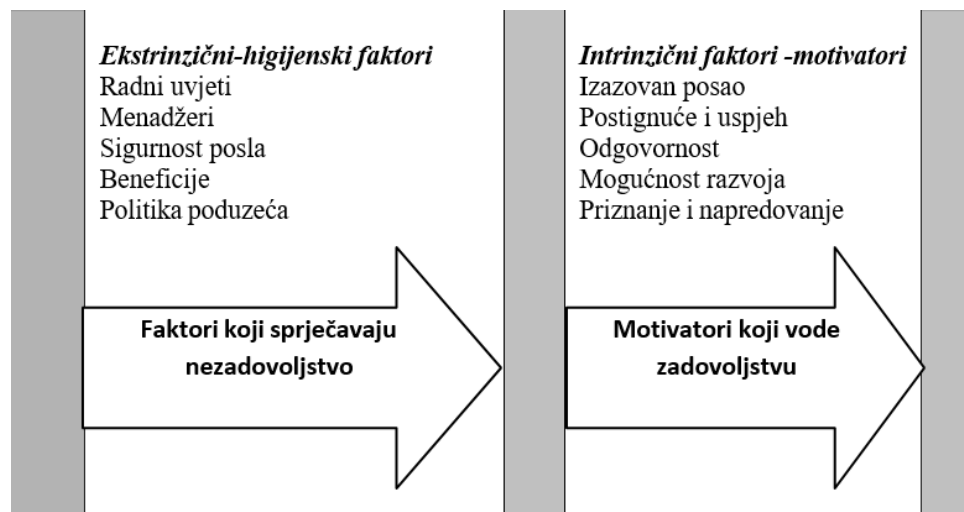 Ekstrinzični-higijenski faktori
Radni uvjeti
Menadžeri
Sigurnost posla
Beneficije
Politika poduzeća
Faktori koji sprječavaju
nezadovoljstvo
Intrinzični faktori -motivatori
Izazovan posao
Postignuće i uspjeh
Odgovornost
Mogućnost razvoja
Priznanje i napredovanje
Motivatori koji vode
zadovoljstvu